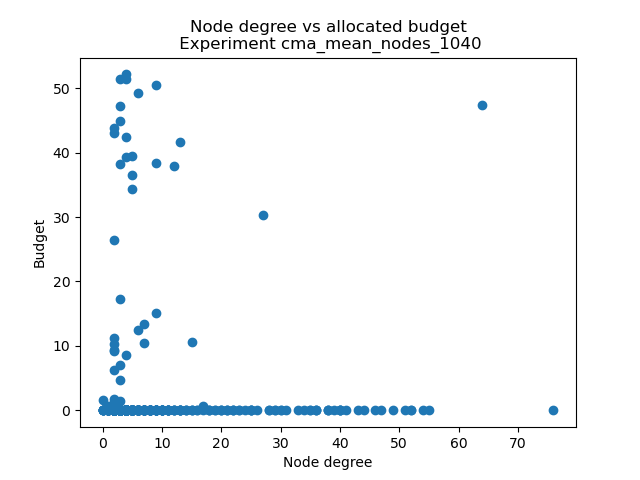 Node degree vs allocated budget
Experiment cma_mean_nodes_1040
Budget
50
40
30
20
10
0
0 10 20 30 40 50 60 70
Node degree